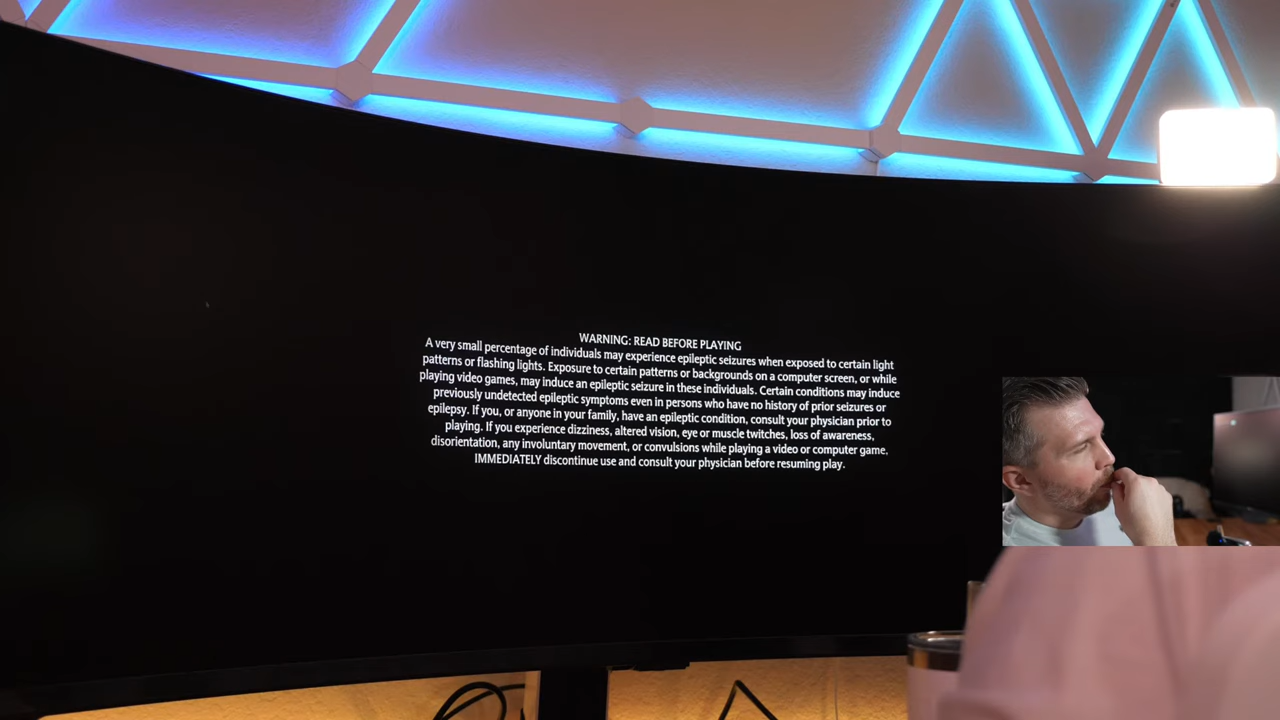 WARNING: READ BEFORE PLAYING
A very small percentage of individuals may experience epileptic seizures when exposed to certain light
patterns or flashing lights. Exposure to certain patterns or backgrounds on a computer screen, or while
playing video games, may induce an epileptic seizure in these individuals. Certain conditions may induce
previously undetected epileptic symptoms even in persons who have no history of prior seizures or
epilepsy. If you, or anyone in your family, have an epileptic condition, consult your physician prior to
playing. If you experience dizziness, altered vision, eye or muscle twitches, loss of awareness,
disorientation, any involuntary movement, or convulsions while playing a video or computer game,
IMMEDIATELY discontinue use and consult your physician before resuming play.